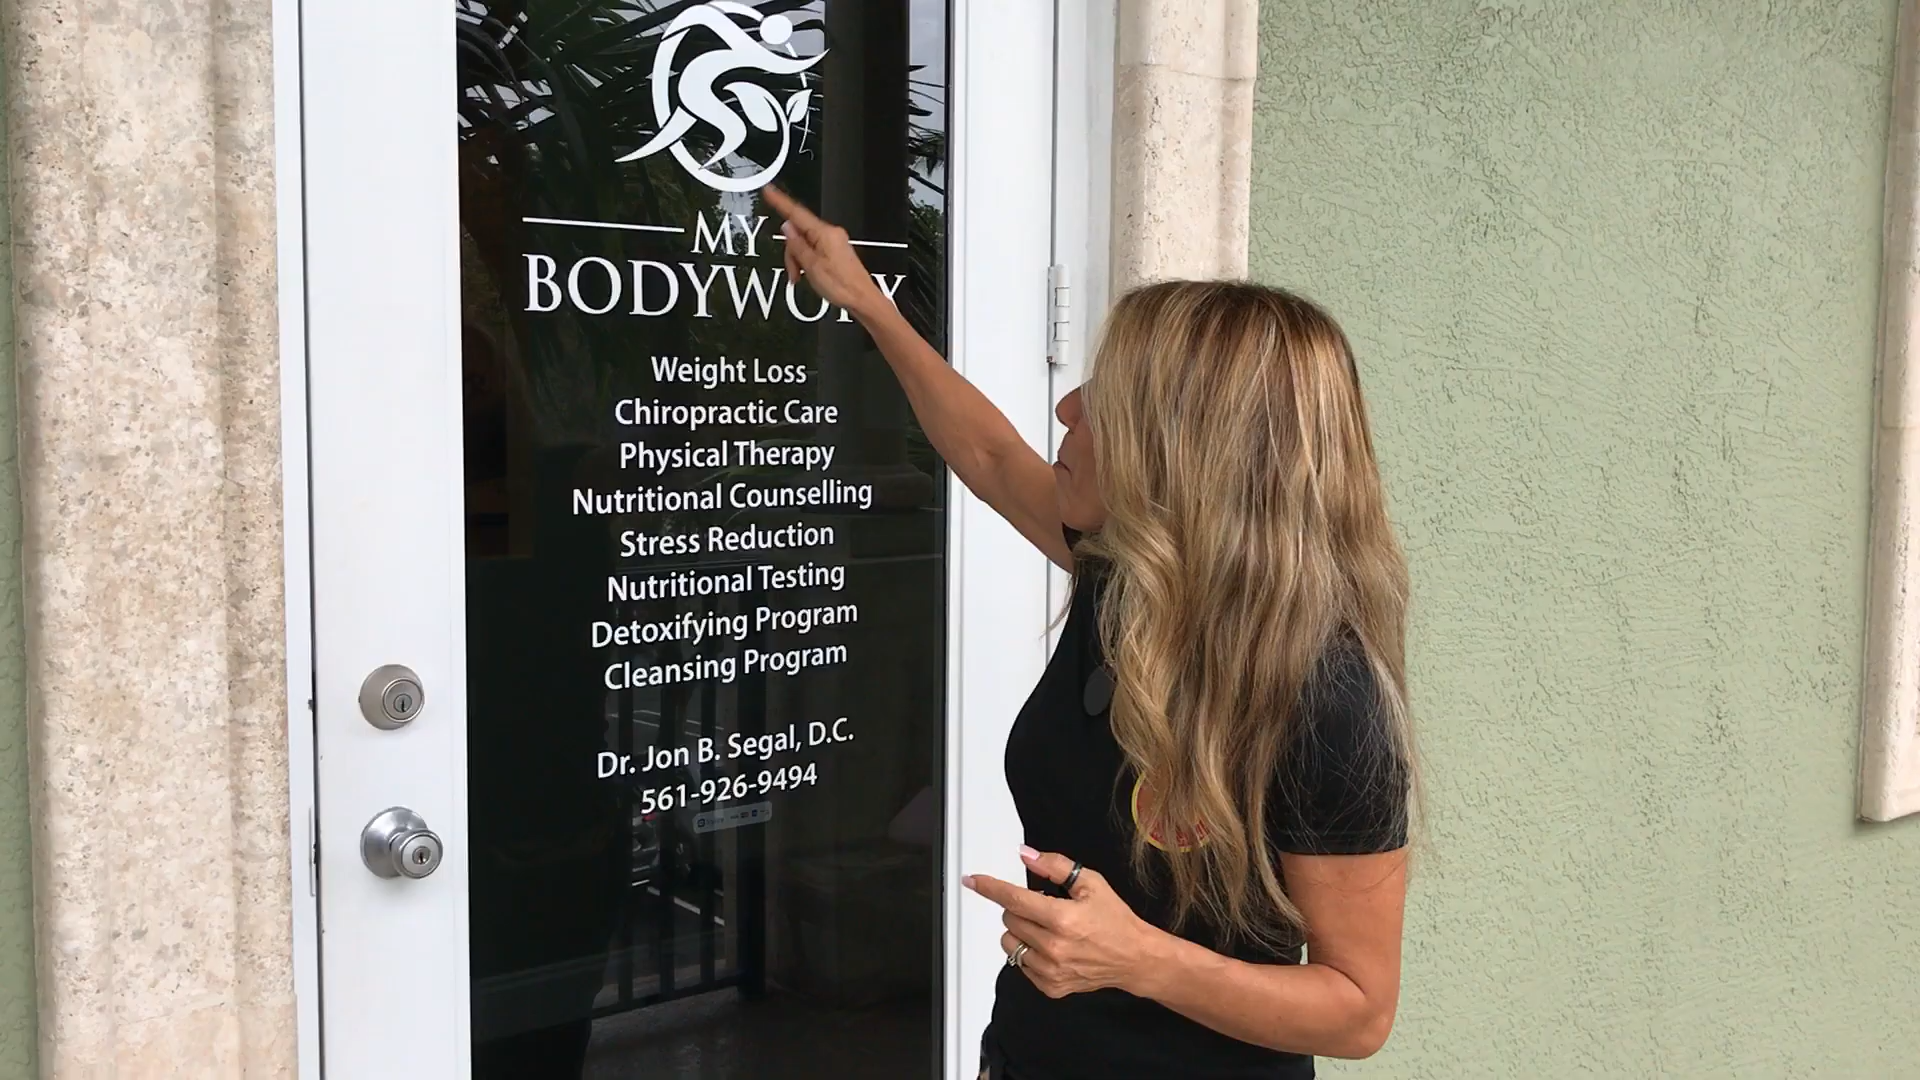 MY
BODYWORX
Weight Loss
Chiropractic Care
Physical Therapy
Nutritional Counselling
Stress Reduction
Nutritional Testing
Detoxifying Program
Cleansing Program
Dr. Jon B. Segal, D.C.
561-926-9494